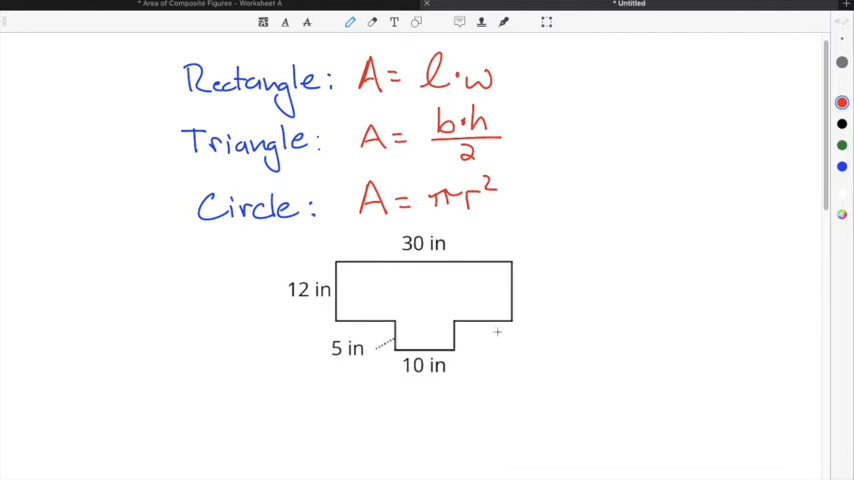 * Area of Composite Figures - Worksheet A
* Untitled
T
Rectangle: A = l · w
Triangle: A = b·h / 2
Circle: A = πr²
30 in
12 in
5 in
10 in